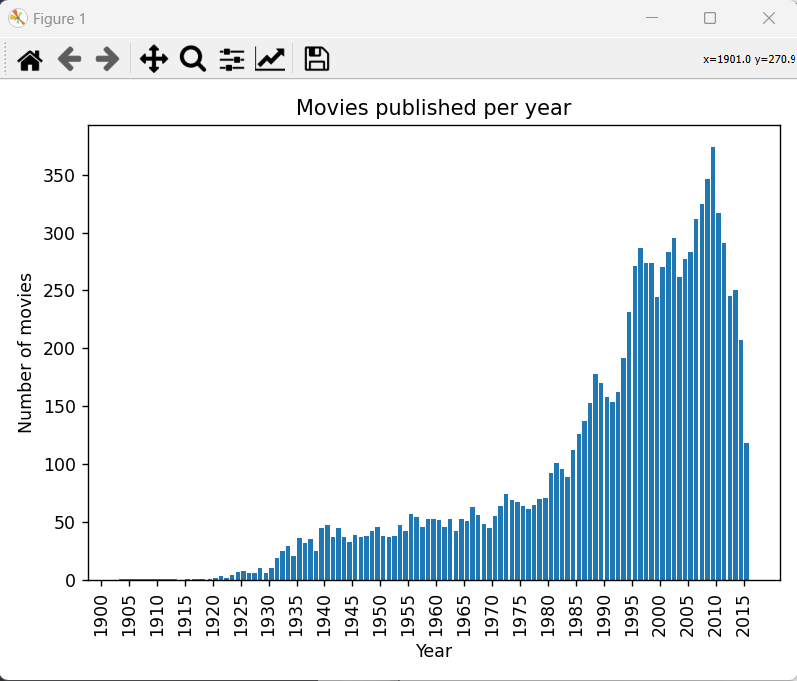 Figure 1
x=1901.0 y=270.9
Movies published per year
350
300
250
200
150
100
50
0
Number of movies
1900 1905 1910 1915 1920 1925 1930 1935 1940 1945 1950 1955 1960 1965 1970 1975 1980 1985 1990 1995 2000 2005 2010 2015
Year